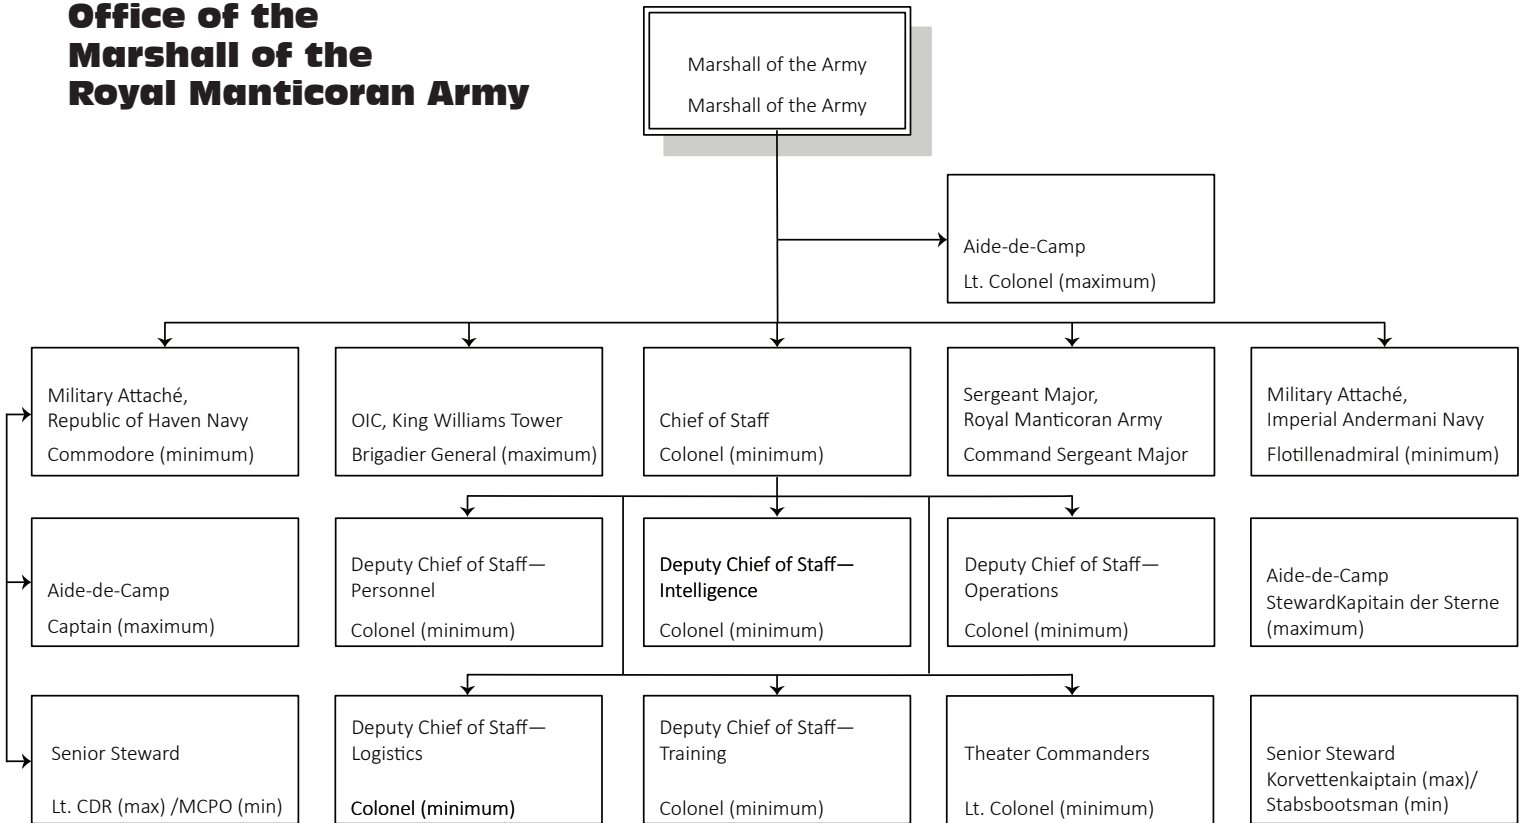 Office of the
Marshall of the
Royal Manticoran Army
Marshall of the Army
Marshall of the Army
Aide-de-Camp
Lt. Colonel (maximum)
Military Attaché,
Republic of Haven Navy
Commodore (minimum)
OIC, King Williams Tower
Brigadier General (maximum)
Chief of Staff
Colonel (minimum)
Sergeant Major,
Royal Manticoran Army
Command Sergeant Major
Military Attaché,
Imperial Andermani Navy
Flotillenadmiral (minimum)
Aide-de-Camp
Captain (maximum)
Deputy Chief of Staff—
Personnel
Colonel (minimum)
Deputy Chief of Staff—
Intelligence
Colonel (minimum)
Deputy Chief of Staff—
Operations
Colonel (minimum)
Aide-de-Camp
StewardKapitain der Sterne
(maximum)
Senior Steward
Lt. CDR (max) /MCPO (min)
Deputy Chief of Staff—
Logistics
Colonel (minimum)
Deputy Chief of Staff—
Training
Colonel (minimum)
Theater Commanders
Lt. Colonel (minimum)
Senior Steward
Korvettenkaiptain (max)/
Stabsbootsman (min)